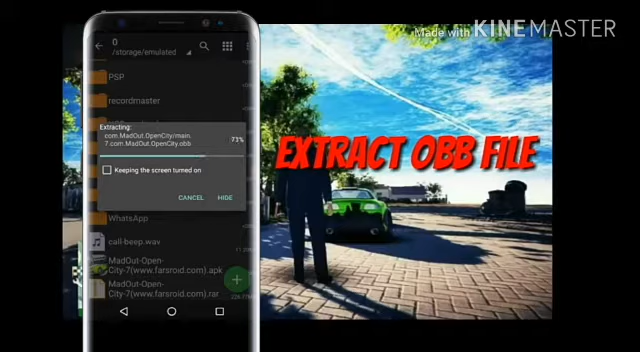 Made with KINEMASTER
0
/storage/emulated
PSP
recordmaster
Extracting:
com.MadOut.OpenCity/main.
7.com.MadOut.OpenCity.obb
73%
Keeping the screen turned on
CANCEL HIDE
WhatsApp
call-beep.wav
MadOut-Open-
City-7(www.farsroid.com).apk
MadOut-Open-
City-7(www.farsroid.com).rar
EXTRACT OBB FILE